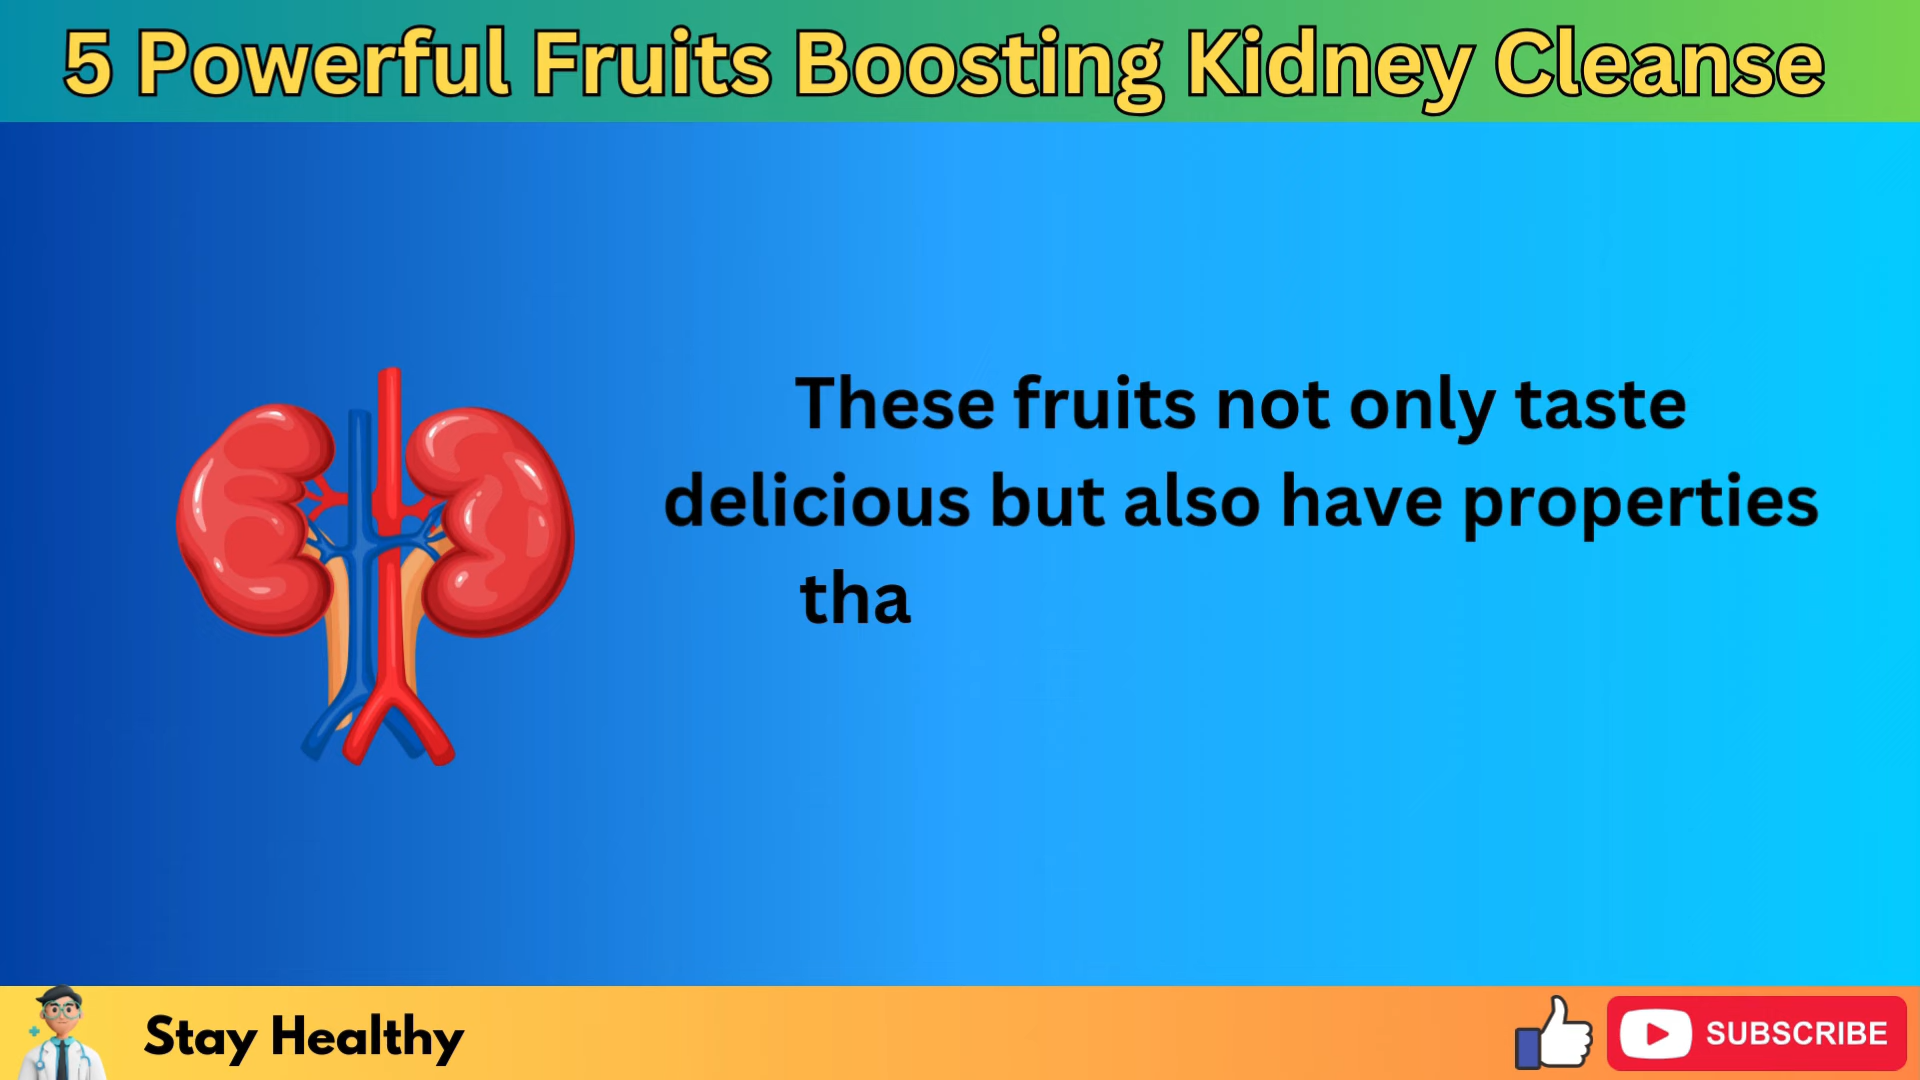 5 Powerful Fruits Boosting Kidney Cleanse
These fruits not only taste
delicious but also have properties
tha
Stay Healthy
SUBSCRIBE